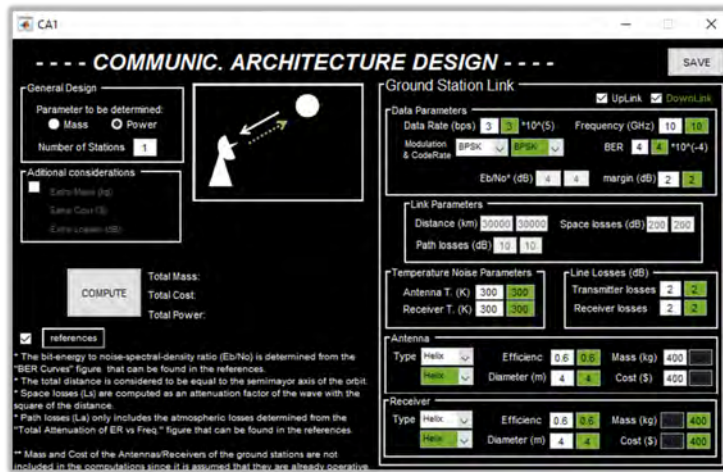 CA1
- - - - COMMUNIC. ARCHITECTURE DESIGN - - - -
SAVE
General Design
Parameter to be determined:
Mass Power
Number of Stations 1
Aditional considerations
Extra Mass (kg)
Same Cost ($)
Extra Losses (dB)
COMPUTE
Total Mass:
Total Cost:
Total Power:
references
* The bit-energy to noise-spectral-density ratio (Eb/No) is determined from the
"BER Curves" figure that can be found in the references.
* The total distance is considered to be equal to the semimayor axis of the orbit.
* Space losses (Ls) are computed as an attenuation factor of the wave with the
square of the distance.
* Path losses (La) only includes the atmospheric losses determined from the
"Total Attenuation of ER vs Freq." figure that can be found in the references.
** Mass and Cost of the Antennas/Receivers of the ground stations are not
included in the computations since it is assumed that they are already operative.
Ground Station Link
UpLink DownLink
Data Parameters
Data Rate (bps) 3 3 *10^(5) Frequency (GHz) 10 10
Modulation
& CodeRate BPSK BPSK BER 4 4 *10^(-4)
Eb/No* (dB) 4 4 margin (dB) 2 2
Link Parameters
Distance (km) 30000 30000 Space losses (dB) 200 200
Path losses (dB) 10 10
Temperature Noise Parameters
Antenna T. (K) 300 300
Receiver T. (K) 300 300
Line Losses (dB)
Transmitter losses 2 2
Receiver losses 2 2
Antenna
Type Helix Efficienc 0.6 0.6 Mass (kg) 400
Helix Diameter (m) 4 4 Cost ($) 400
Receiver
Type Helix Efficienc 0.6 0.6 Mass (kg) 400
Helix Diameter (m) 4 4 Cost ($) 400